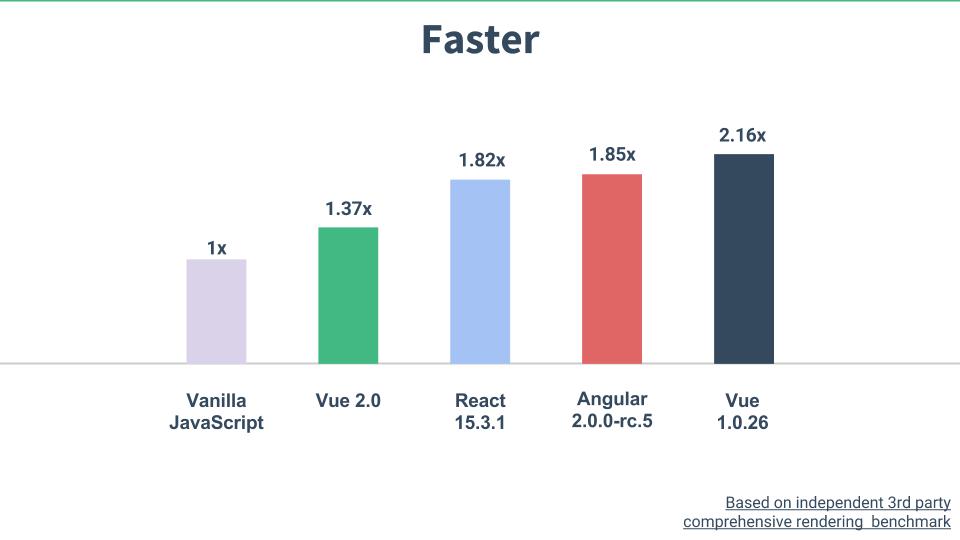 Faster
1x
1.37x
1.82x
1.85x
2.16x
Vanilla
JavaScript
Vue 2.0
React
15.3.1
Angular
2.0.0-rc.5
Vue
1.0.26
Based on independent 3rd party
comprehensive rendering benchmark